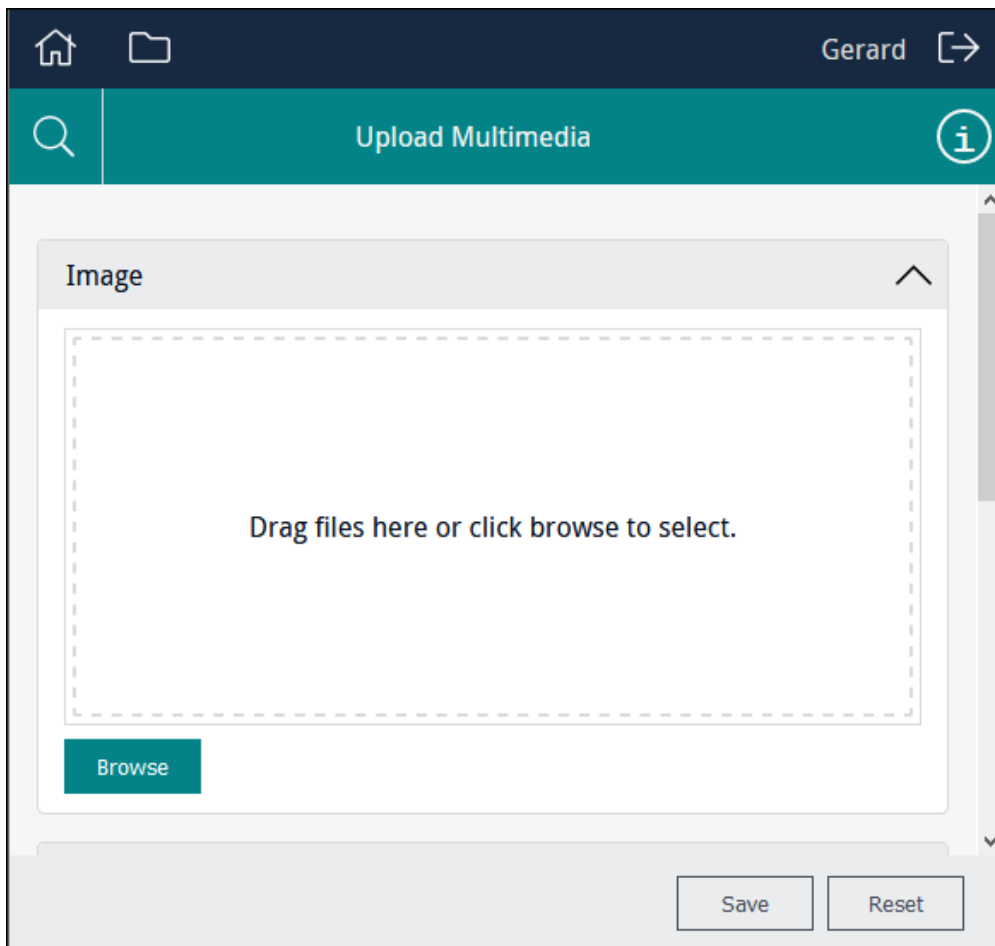 Gerard
Upload Multimedia
i
Image
Drag files here or click browse to select.
Browse
Save
Reset